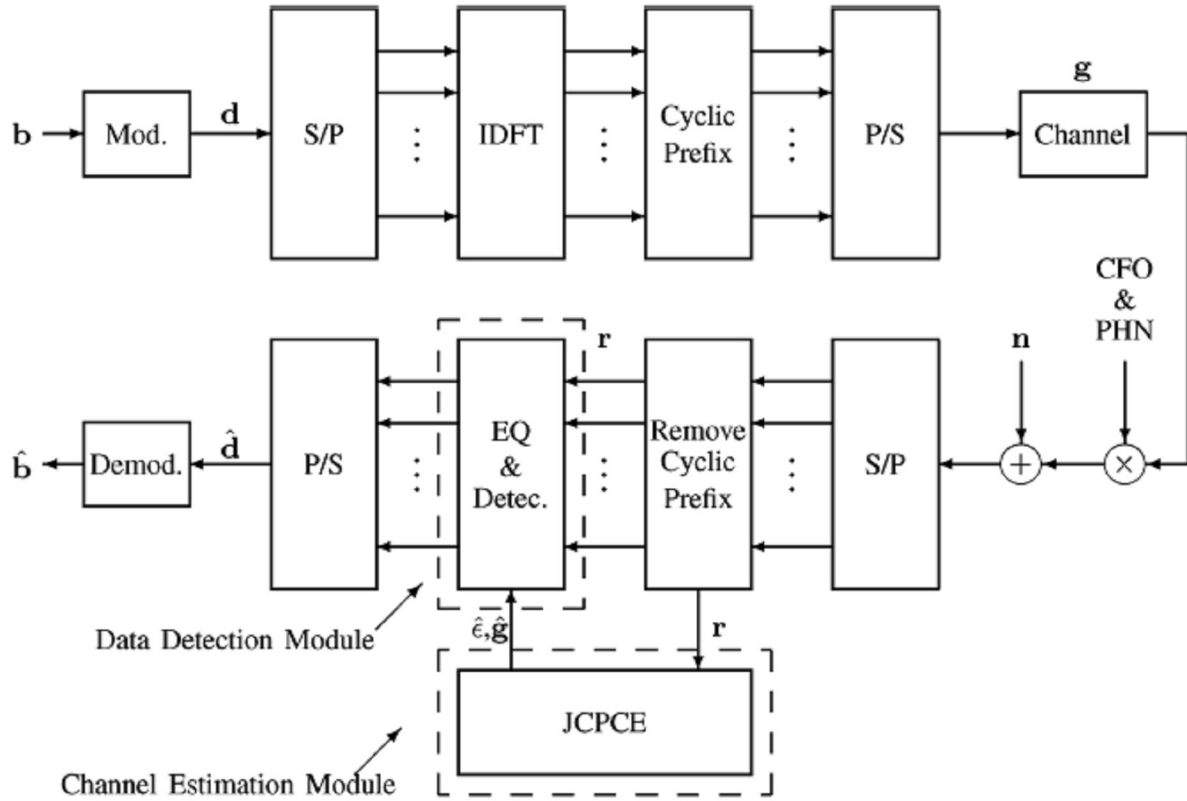 b
Mod.
d
S/P
IDFT
Cyclic
Prefix
P/S
g
Channel
CFO
&
PHN
n
×
+
S/P
Remove
Cyclic
Prefix
r
EQ
&
Detec.
P/S
d̂
Demod.
b̂
Data Detection Module
ε̂,ĝ
r
JCPCE
Channel Estimation Module